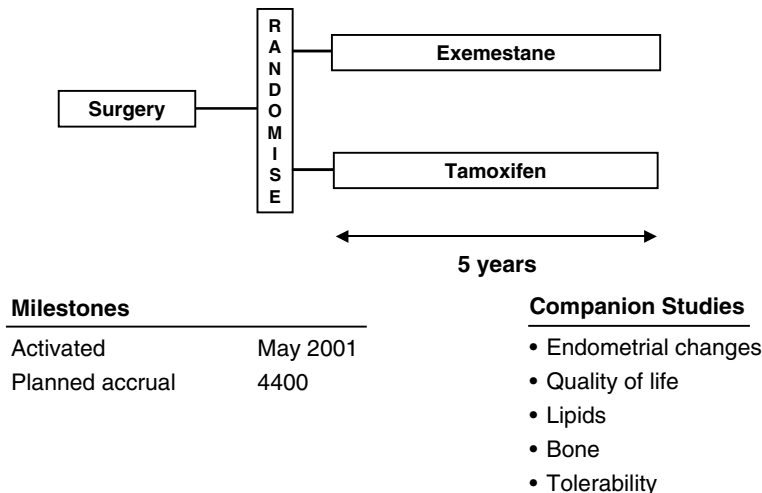 Surgery
RANDOMISE
Exemestane
Tamoxifen
5 years
Milestones
Activated May 2001
Planned accrual 4400
Companion Studies
• Endometrial changes
• Quality of life
• Lipids
• Bone
• Tolerability